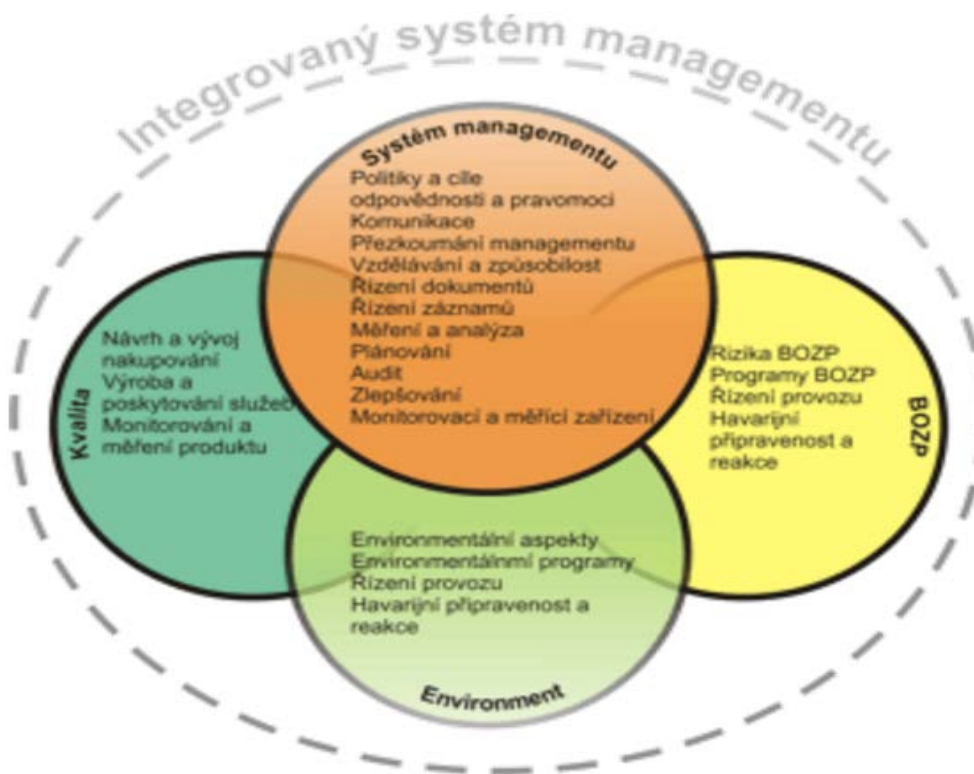 Integrovaný systém managementu
Systém managementu
Politiky a cíle
odpovědnosti a pravomoci
Komunikace
Přezkoumání managementu
Vzdělávání a způsobilost
Řízení dokumentů
Řízení záznamů
Měření a analýza
Plánování
Audit
Zlepšování
Monitorovací a měřící zařízení
Kvalita
Návrh a vývoj
nakupování
Výroba a
poskytování služeb
Monitorování a
měření produktu
Rizika BOZP
Programy BOZP
Řízení provozu
Havarijní
připravenost a
reakce
BOZP
Environmentální aspekty
Environmentálnmí programy
Řízení provozu
Havarijní připravenost a
reakce
Environment